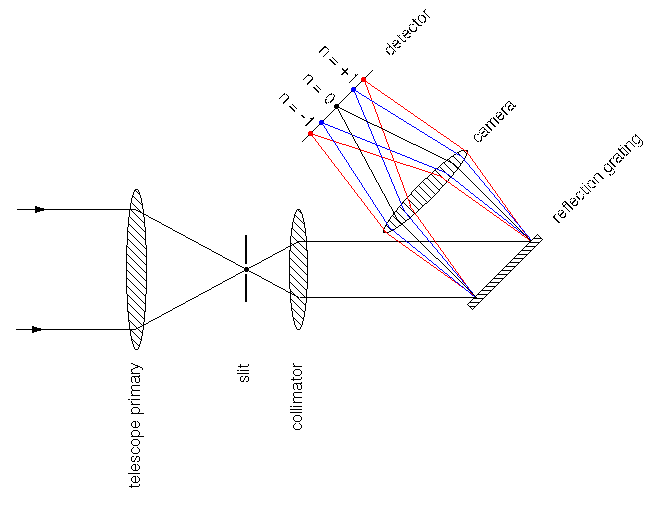 detector
n = +1
n = 0
n = -1
camera
reflection grating
telescope primary
slit
collimator